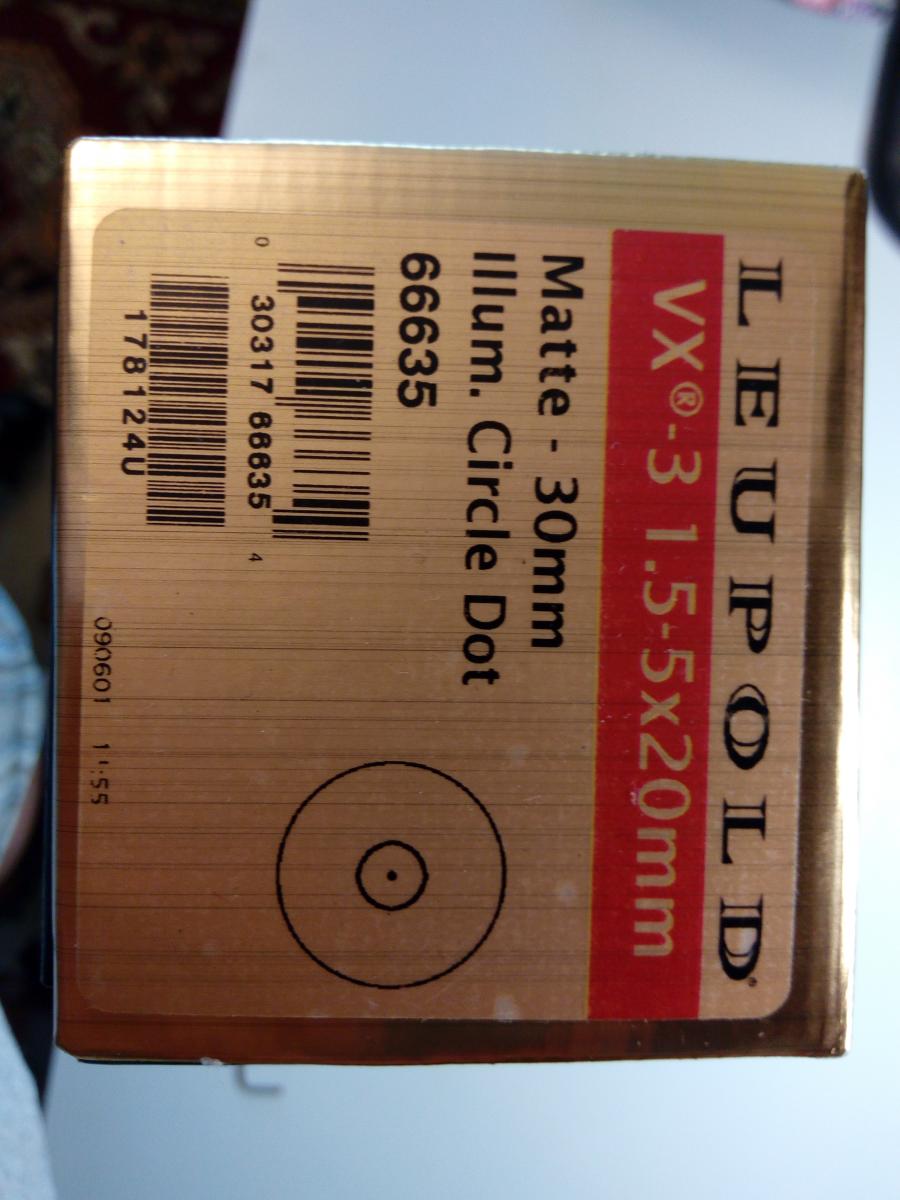 LEUPOLD®
VX®-3 1.5-5x20mm
Matte - 30mm
Illum. Circle Dot
66635
0 30317 66635 4
178124U
090601 11:55